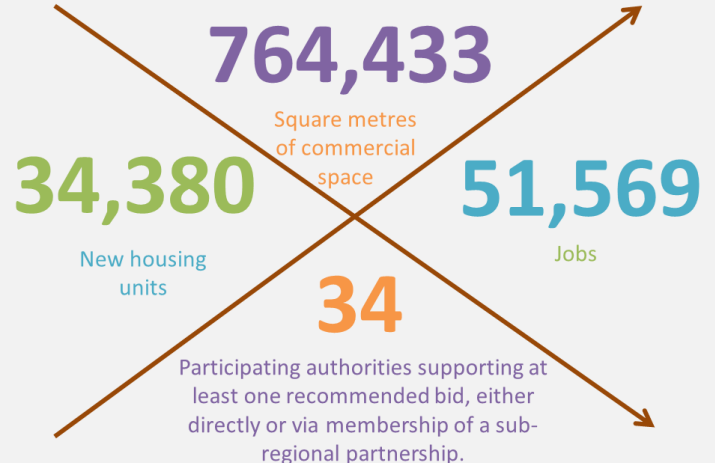 764,433
Square metres
of commercial
space
34,380
New housing
units
51,569
Jobs
34
Participating authorities supporting at
least one recommended bid, either
directly or via membership of a sub-
regional partnership.